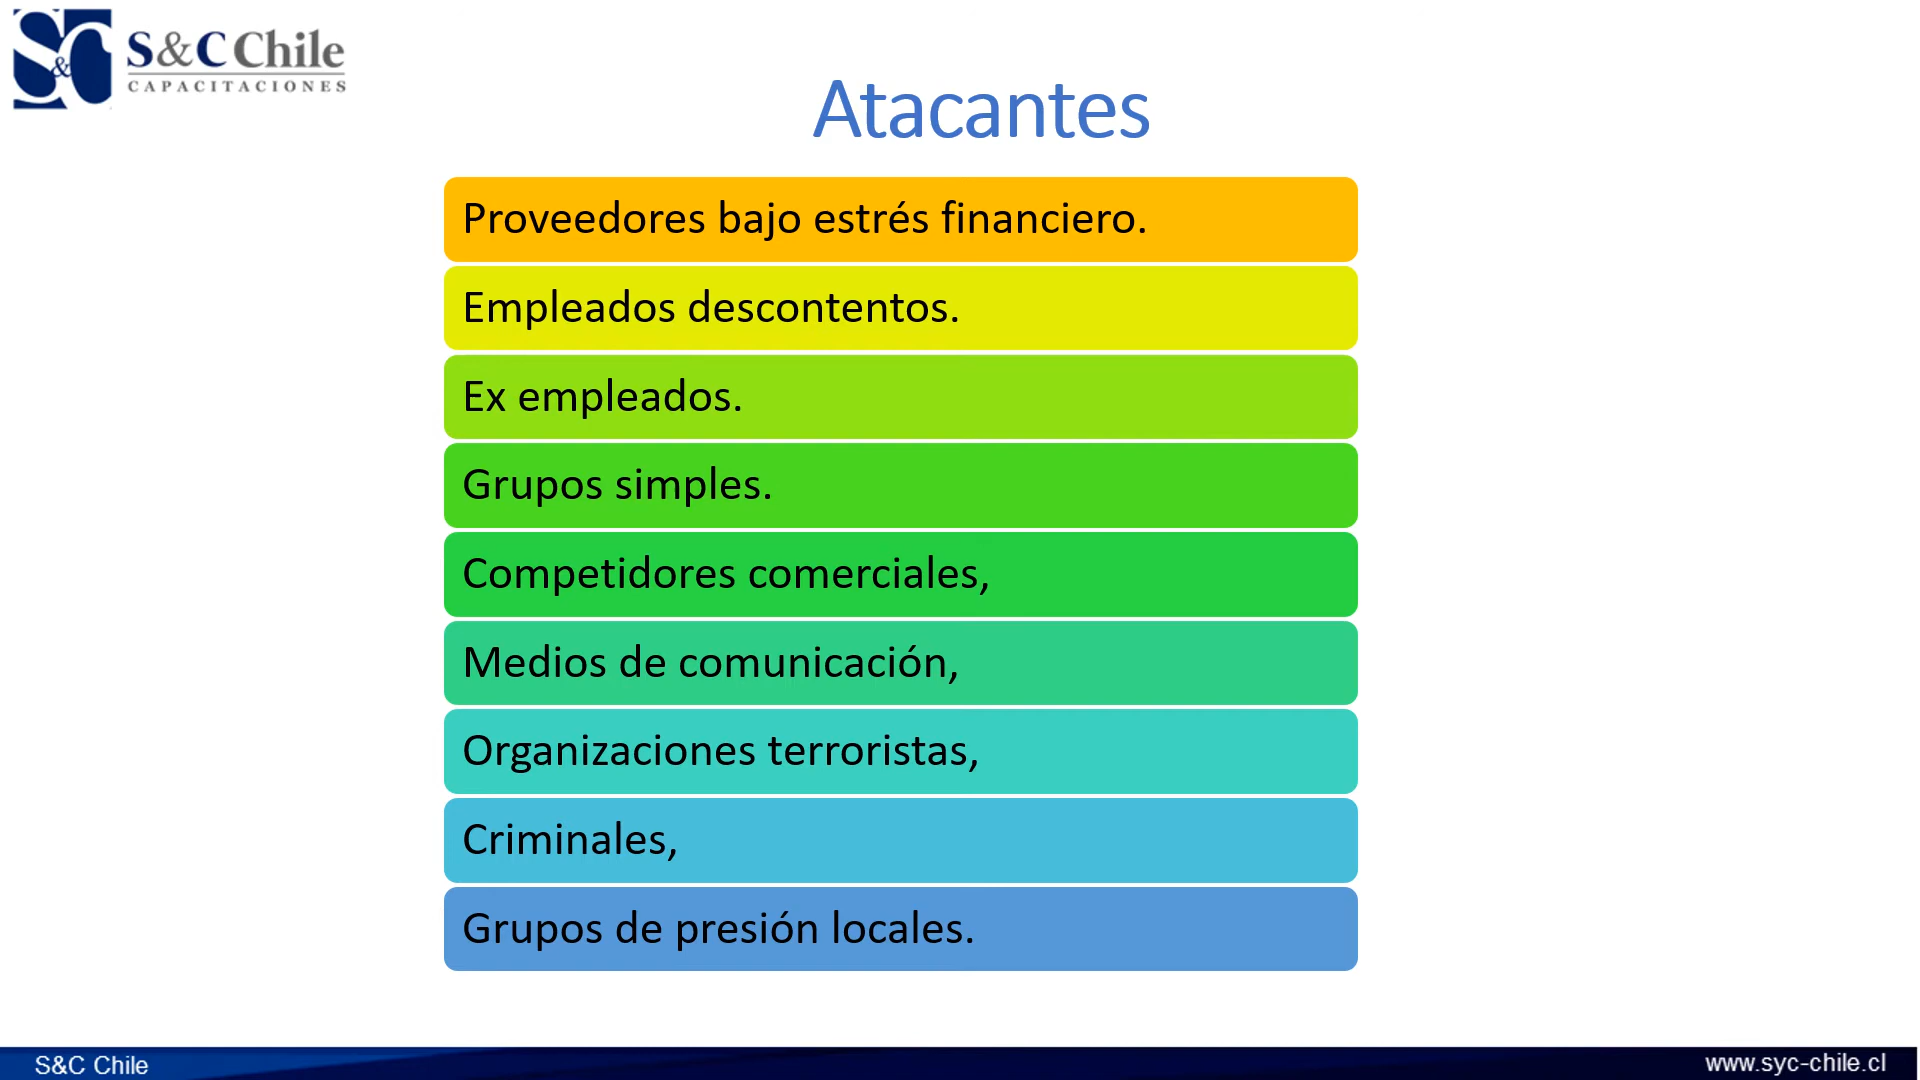 S&C
S&C Chile
CAPACITACIONES
Atacantes
Proveedores bajo estrés financiero.
Empleados descontentos.
Ex empleados.
Grupos simples.
Competidores comerciales,
Medios de comunicación,
Organizaciones terroristas,
Criminales,
Grupos de presión locales.
S&C Chile
www.syc-chile.cl